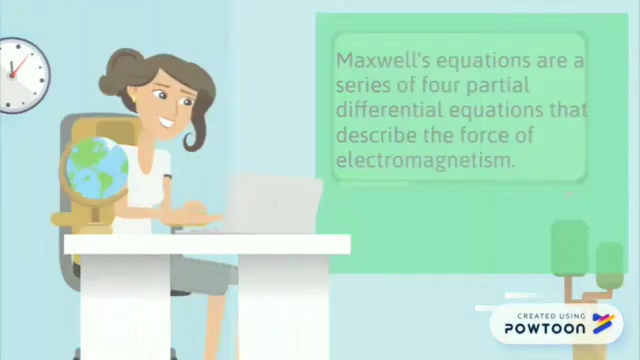 Maxwell's equations are a
series of four partial
differential equations that
describe the force of
electromagnetism.
CREATED USING
POWTOON